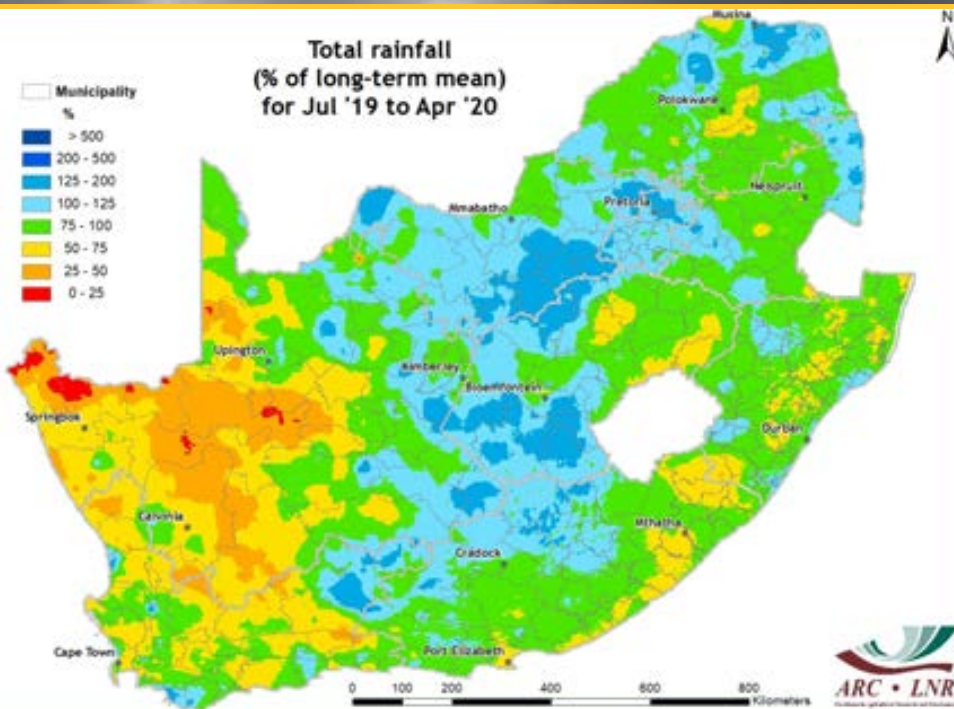 Musina
N
Total rainfall
(% of long-term mean)
for Jul '19 to Apr '20
Municipality
%
> 500
200 - 500
125 - 200
100 - 125
75 - 100
50 - 75
25 - 50
0 - 25
Polokwane
Nelspruit
Pretoria
Mmabatho
Upington
Kimberley
Bloemfontein
Springbok
Durban
Calvinia
Mthatha
Cradock
Cape Town
Port Elizabeth
0 100 200 400 600 800
Kilometers
ARC • LNR